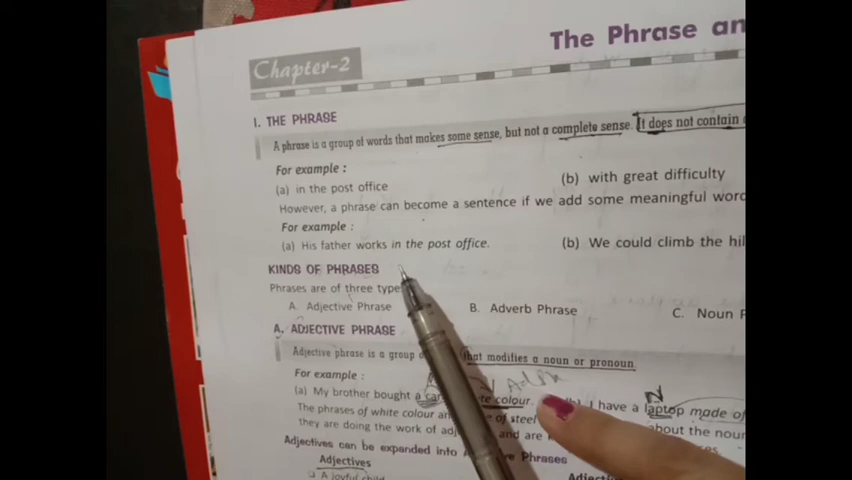 The Phrase an
Chapter-2
I. THE PHRASE
A phrase is a group of words that makes some sense, but not a complete sense. It does not contain
For example :
(a) in the post office (b) with great difficulty
However, a phrase can become a sentence if we add some meaningful word
For example :
(a) His father works in the post office. (b) We could climb the hil
KINDS OF PHRASES
Phrases are of three type
A. Adjective Phrase B. Adverb Phrase C. Noun P
A. ADJECTIVE PHRASE
Adjective phrase is a group that modifies a noun or pronoun.
For example :
(a) My brother bought a car colour. I have a laptop made of
N
The phrases of white colour an of steel about the noun
they are doing the work of adj and are
Adjectives can be expanded into Phrases
Adjectives
A joyful child